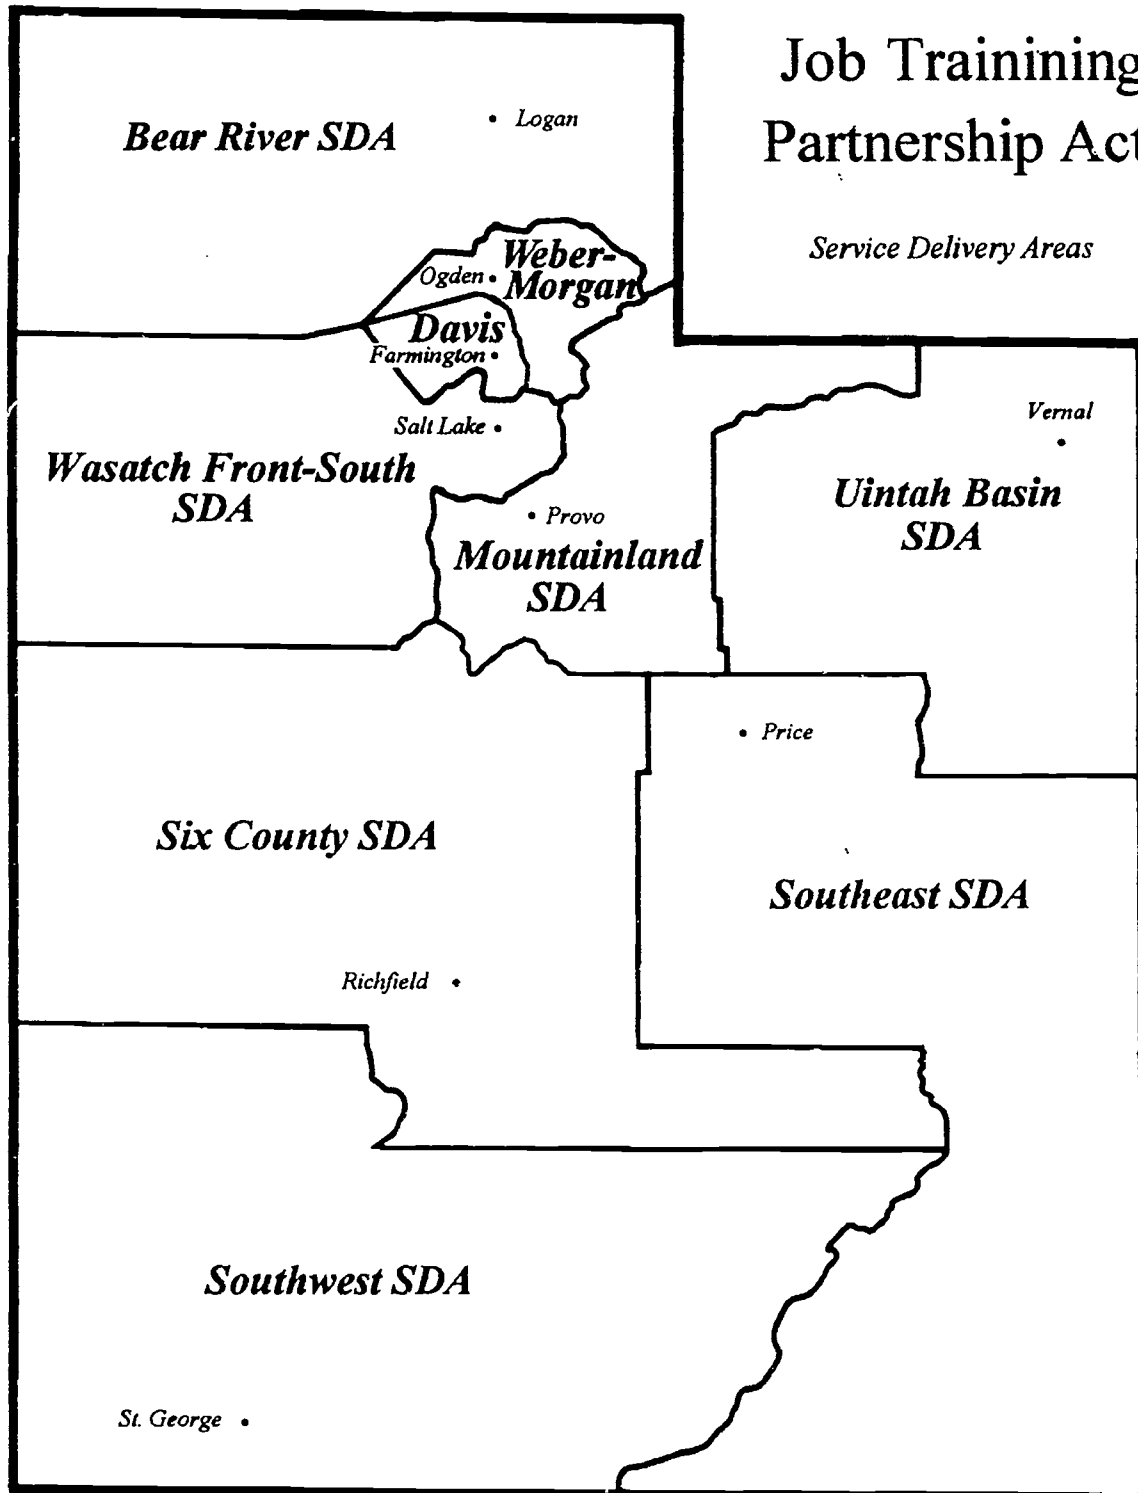 Job Trainining
Partnership Act
Service Delivery Areas
Bear River SDA
Logan
Weber-
Morgan
Ogden
Davis
Farmington
Salt Lake
Wasatch Front-South
SDA
Provo
Mountainland
SDA
Vernal
Uintah Basin
SDA
Price
Six County SDA
Southeast SDA
Richfield
Southwest SDA
St. George